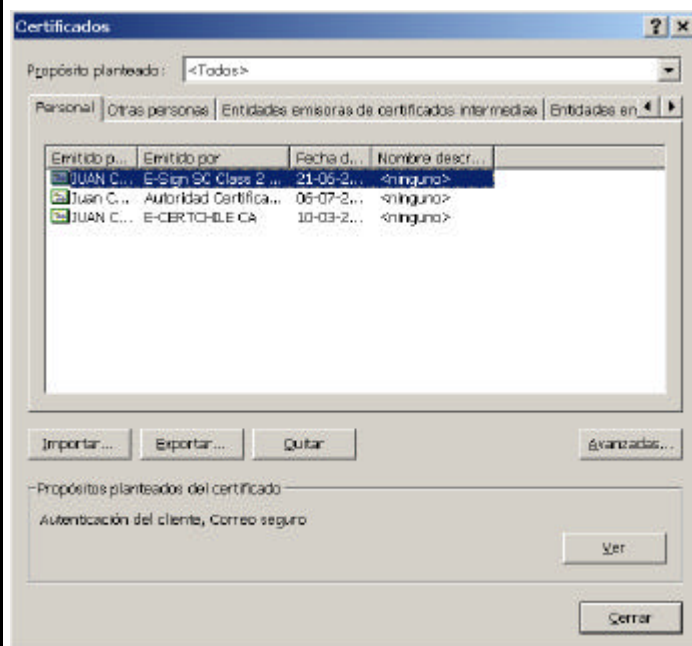 Certificados
Propósito planteado: <Todos>
Personal Otras personas Entidades emisoras de certificados intermedias Entidades en
Emitido p... Emitido por Fecha d... Nombre descr...
JUAN C... E-Sign SC Class 2 ... 21-06-2... <ninguno>
Juan C... Autoridad Certifica... 06-07-2... <ninguno>
JUAN C... E-CERTCHILE CA 10-03-2... <ninguno>
Importar... Exportar... Quitar Avanzadas...
Propósitos planteados del certificado
Autenticación del cliente, Correo seguro
Ver
Cerrar